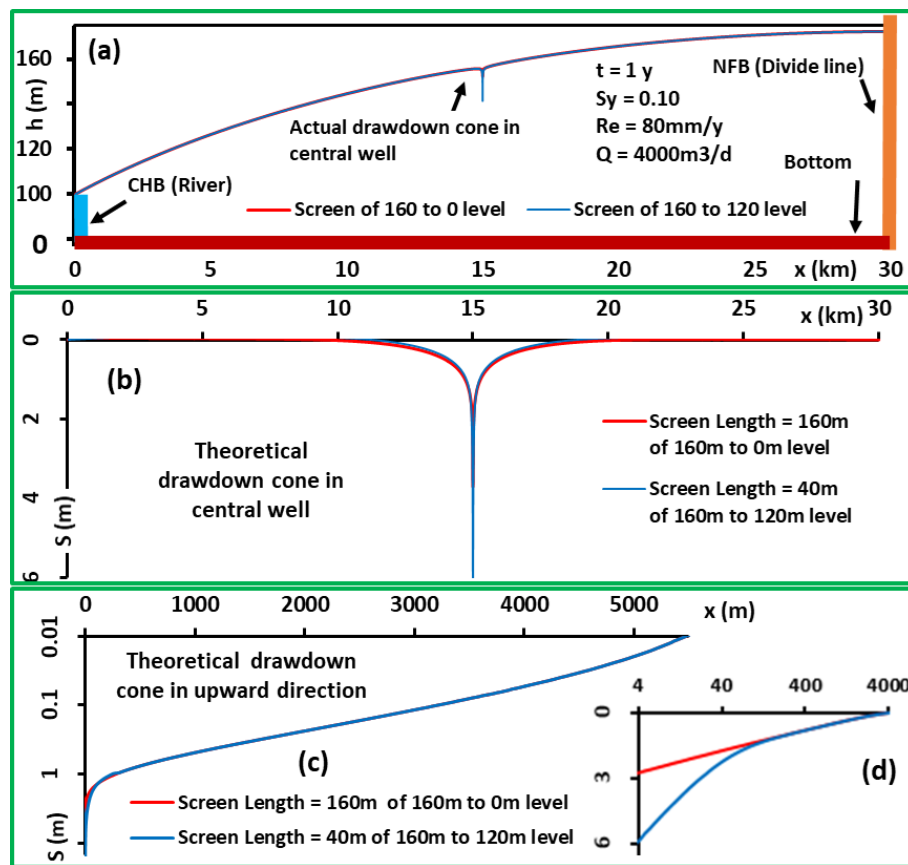 (a)
160
120
100
0
h (m)
t = 1 y
Sy = 0.10
Re = 80mm/y
Q = 4000m3/d
NFB (Divide line)
Actual drawdown cone in
central well
Bottom
CHB (River)
Screen of 160 to 0 level
Screen of 160 to 120 level
0 5 10 15 20 25 x (km) 30
0 5 10 15 20 25 30
x (km)
0
2
4
6
S (m)
(b)
Theoretical
drawdown cone in
central well
Screen Length = 160m
of 160m to 0m level
Screen Length = 40m
of 160m to 120m level
0 1000 2000 3000 4000 5000 x (m)
0.01
0.1
1
S (m)
Theoretical drawdown
cone in upward direction
(c)
Screen Length = 160m of 160m to 0m level
Screen Length = 40m of 160m to 120m level
4 40 400 4000
0
3
6
(d)